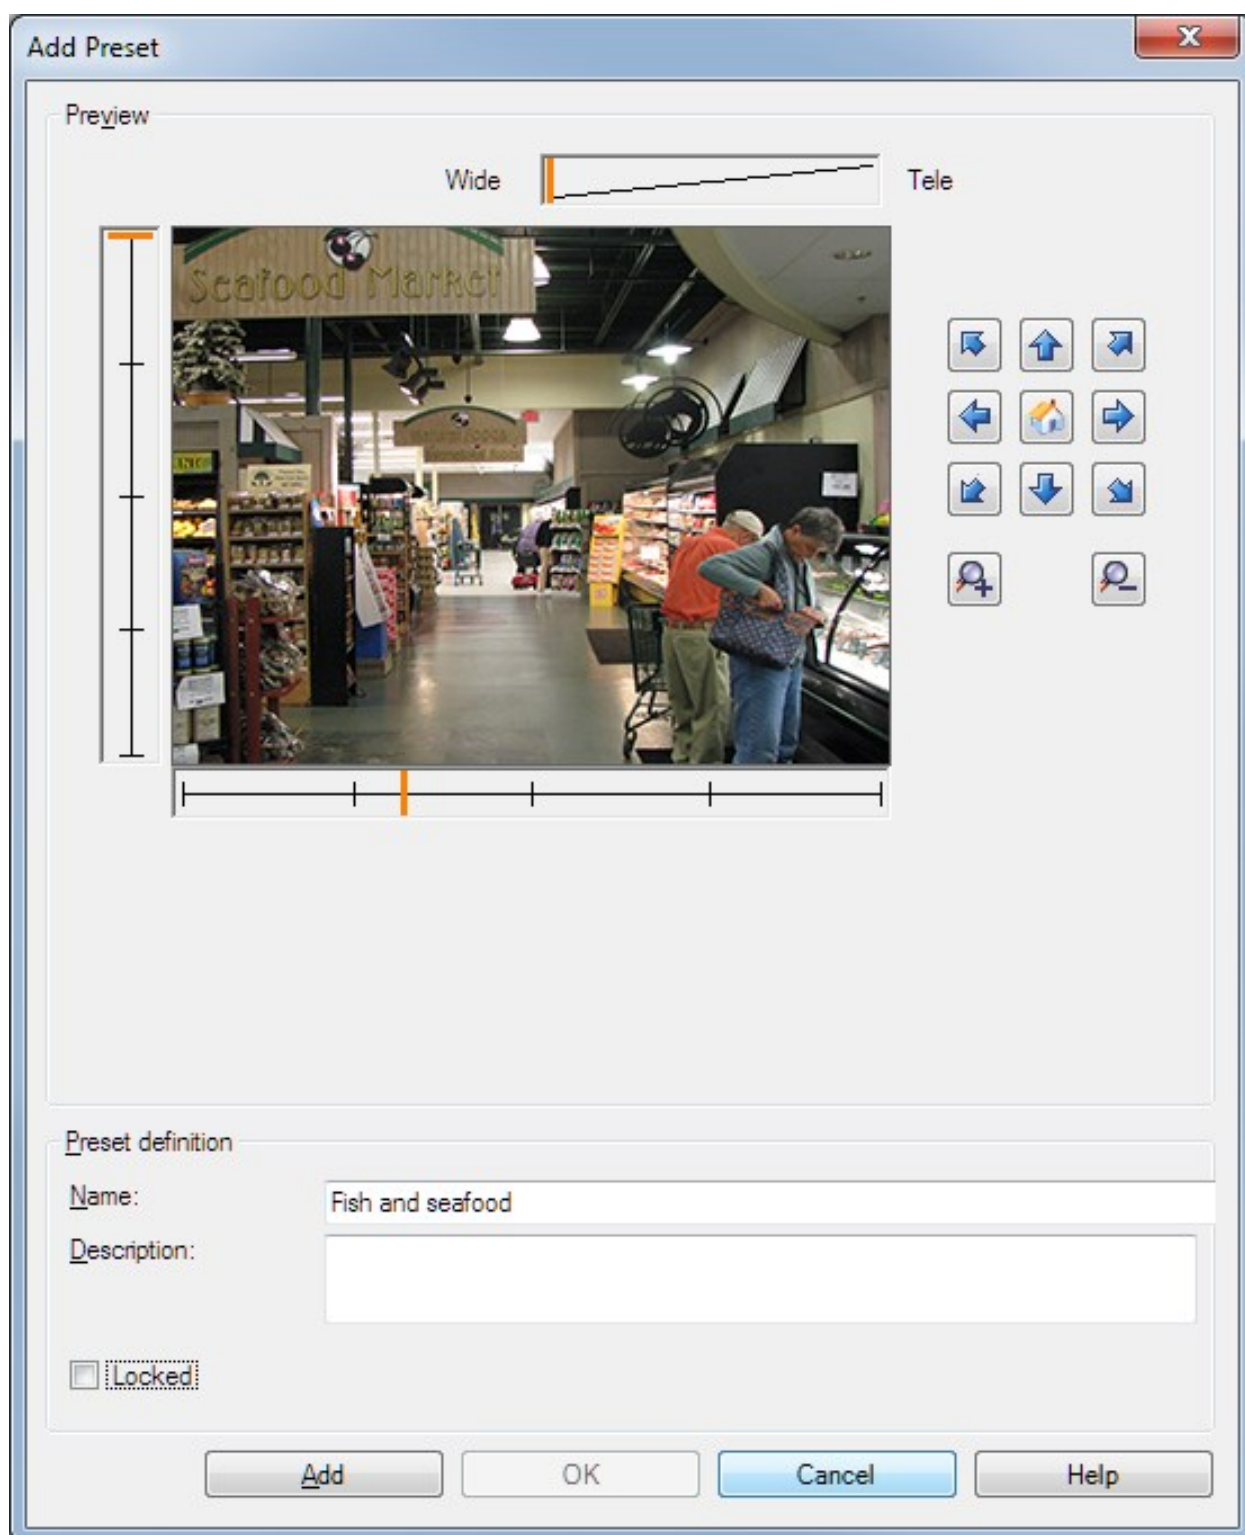 Add Preset
Preview
Wide
Tele
Seafood Market
Preset definition
Name:
Fish and seafood
Description:
Locked
Add
OK
Cancel
Help